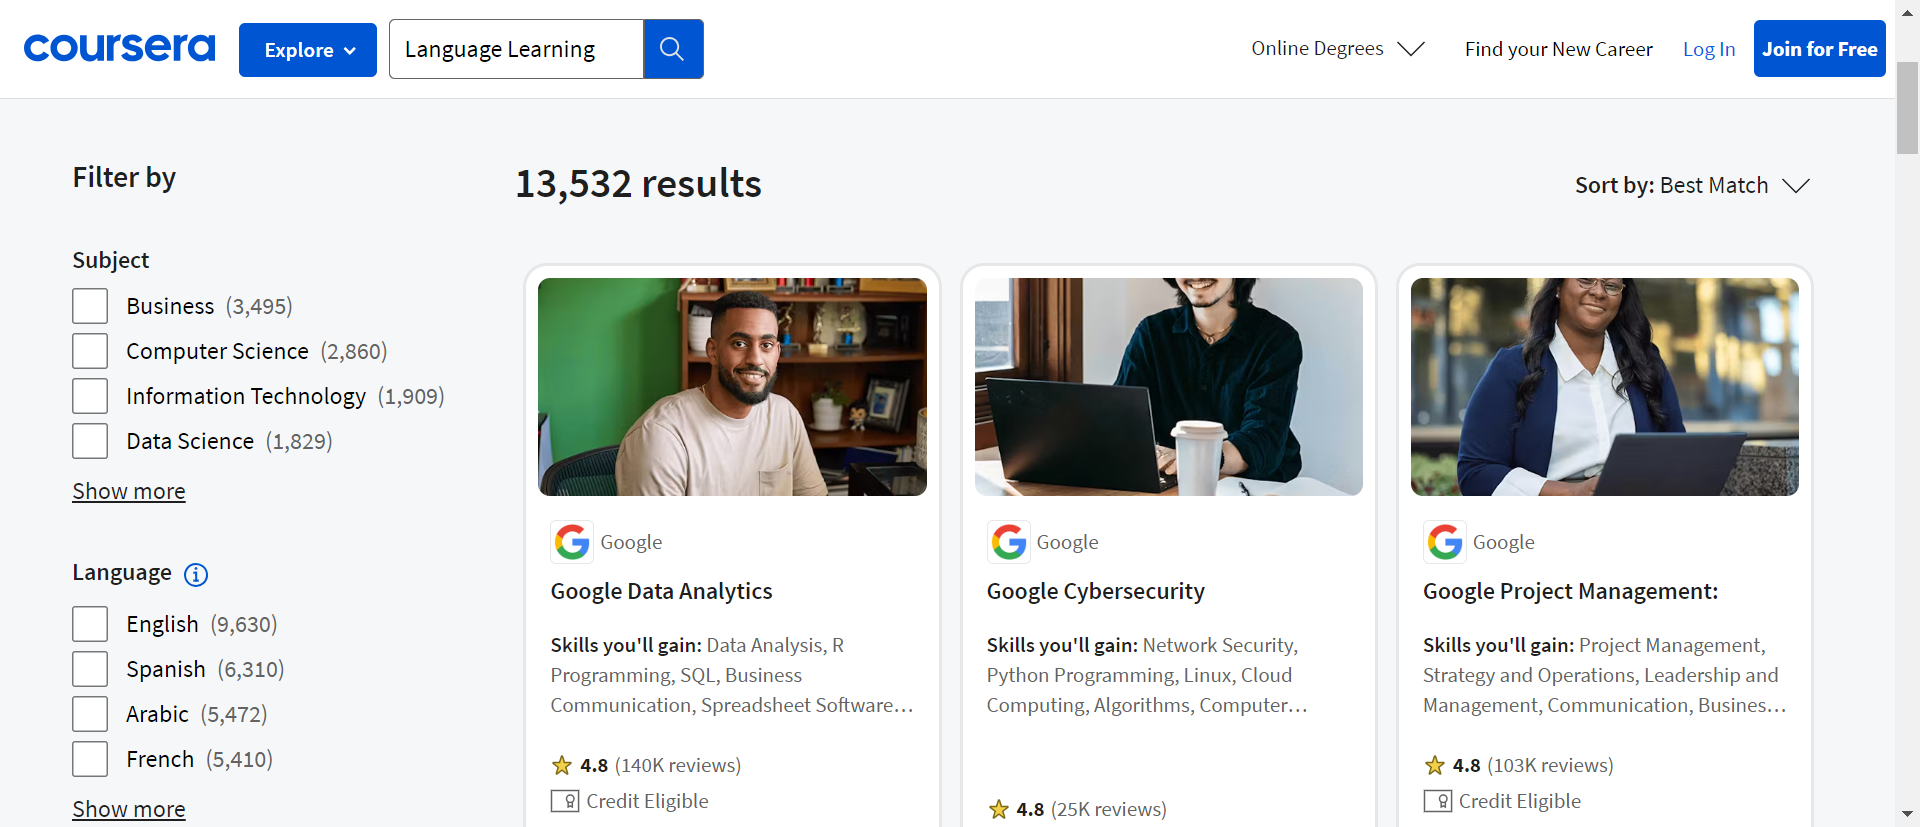 coursera
Explore
Language Learning
Online Degrees
Find your New Career
Log In
Join for Free
Filter by
13,532 results
Sort by: Best Match
Subject
Business (3,495)
Computer Science (2,860)
Information Technology (1,909)
Data Science (1,829)
Show more
Language
English (9,630)
Spanish (6,310)
Arabic (5,472)
French (5,410)
Show more
Google
Google Data Analytics
Skills you'll gain: Data Analysis, R
Programming, SQL, Business
Communication, Spreadsheet Software…
4.8 (140K reviews)
Credit Eligible
Google
Google Cybersecurity
Skills you'll gain: Network Security,
Python Programming, Linux, Cloud
Computing, Algorithms, Computer…
4.8 (25K reviews)
Google
Google Project Management:
Skills you'll gain: Project Management,
Strategy and Operations, Leadership and
Management, Communication, Busines…
4.8 (103K reviews)
Credit Eligible